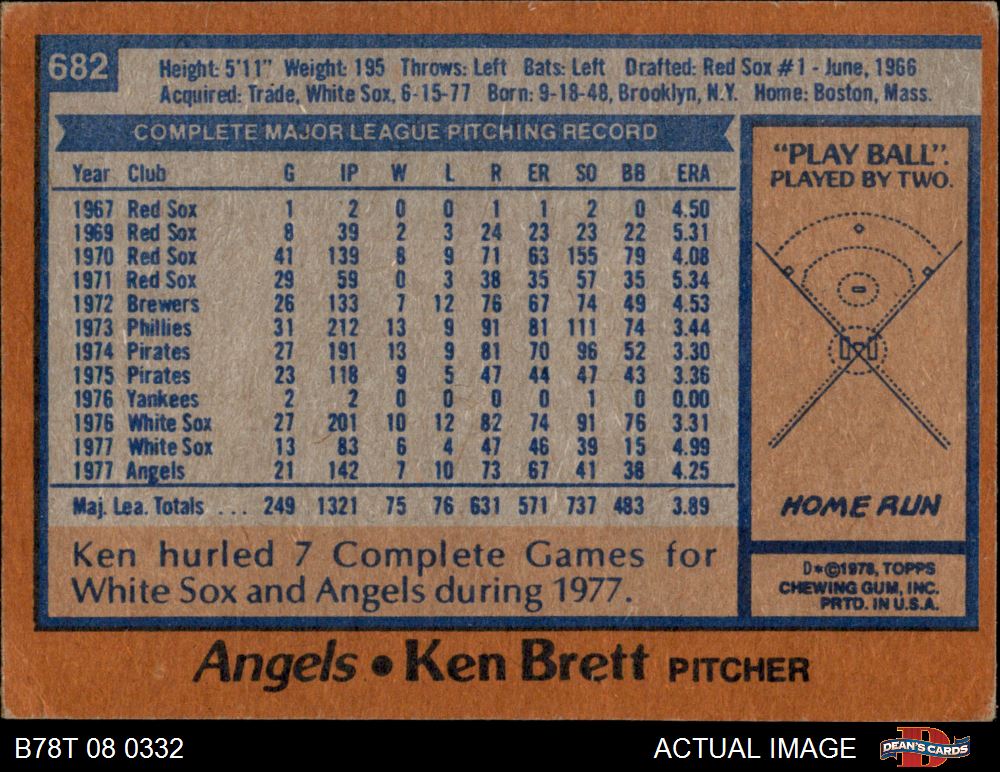 682
Height: 5'11" Weight: 195 Throws: Left Bats: Left Drafted: Red Sox #1 - June, 1966
Acquired: Trade, White Sox, 6-15-77 Born: 9-18-48, Brooklyn, N.Y. Home: Boston, Mass.
COMPLETE MAJOR LEAGUE PITCHING RECORD
Year Club G IP W L R ER SO BB ERA
1967 Red Sox 1 2 0 0 1 1 2 0 4.50
1969 Red Sox 8 39 2 3 24 23 23 22 5.31
1970 Red Sox 41 139 8 9 71 63 155 79 4.08
1971 Red Sox 29 59 0 3 38 35 57 35 5.34
1972 Brewers 26 133 7 12 76 67 74 49 4.53
1973 Phillies 31 212 13 9 91 81 111 74 3.44
1974 Pirates 27 191 13 9 81 70 96 52 3.30
1975 Pirates 23 118 9 5 47 44 47 43 3.36
1976 Yankees 2 2 0 0 0 0 1 0 0.00
1976 White Sox 27 201 10 12 82 74 91 76 3.31
1977 White Sox 13 83 6 4 47 46 39 15 4.99
1977 Angels 21 142 7 10 73 67 41 38 4.25
Maj. Lea. Totals ... 249 1321 75 76 631 571 737 483 3.89
Ken hurled 7 Complete Games for
White Sox and Angels during 1977.
"PLAY BALL".
PLAYED BY TWO.
HOME RUN
D*©1978, TOPPS
CHEWING GUM, INC.
PRTD. IN U.S.A.
Angels • Ken Brett PITCHER
B78T 08 0332
ACTUAL IMAGE
D
DEAN'S CARDS